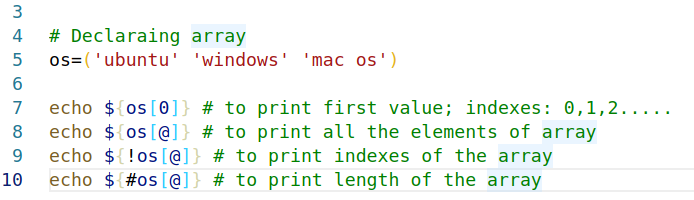 3
4 # Declaraing array
5 os=('ubuntu' 'windows' 'mac os')
6
7 echo ${os[0]} # to print first value; indexes: 0,1,2.....
8 echo ${os[@]} # to print all the elements of array
9 echo ${!os[@]} # to print indexes of the array
10 echo ${#os[@]} # to print length of the array